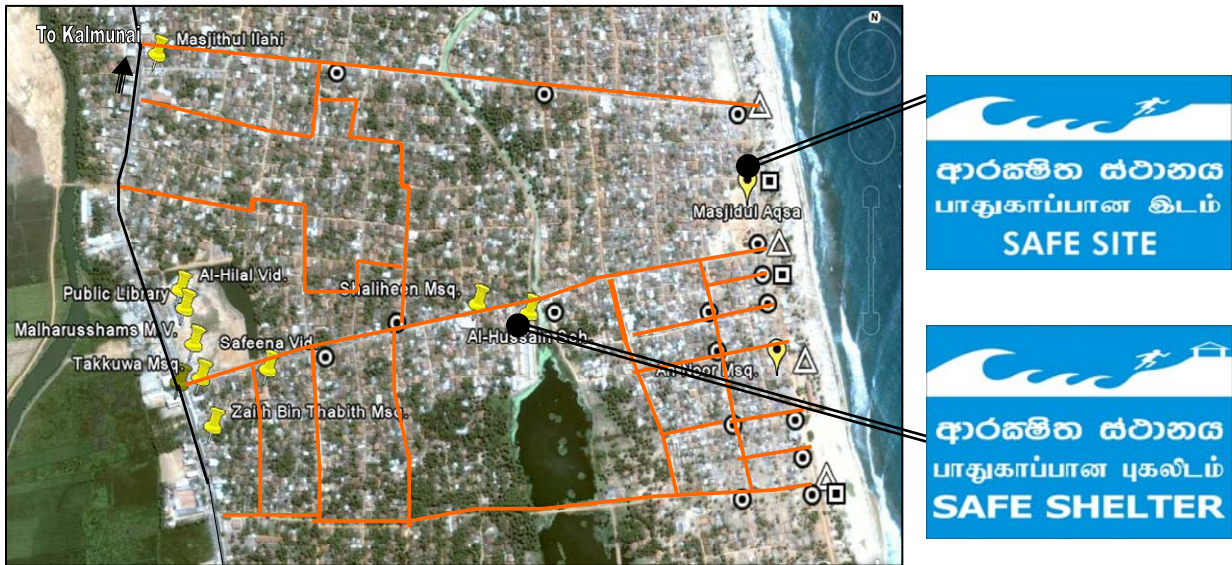 To Kalmunai
Masjithul Ilahi
N
Masjidul Aqsa
Al-Hilal Vid.
Public Library
Shaliheen Msq.
Malharusshams M.V.
Safeena Vid.
Al-Hussain Sch.
Takkuwa Msq.
An-Noor Msq.
Zaith Bin Thabith Msq.
ආරක්‍ෂිත ස්ථානය
பாதுகாப்பான இடம்
SAFE SITE
ආරක්‍ෂිත ස්ථානය
பாதுகாப்பான புகலிடம்
SAFE SHELTER